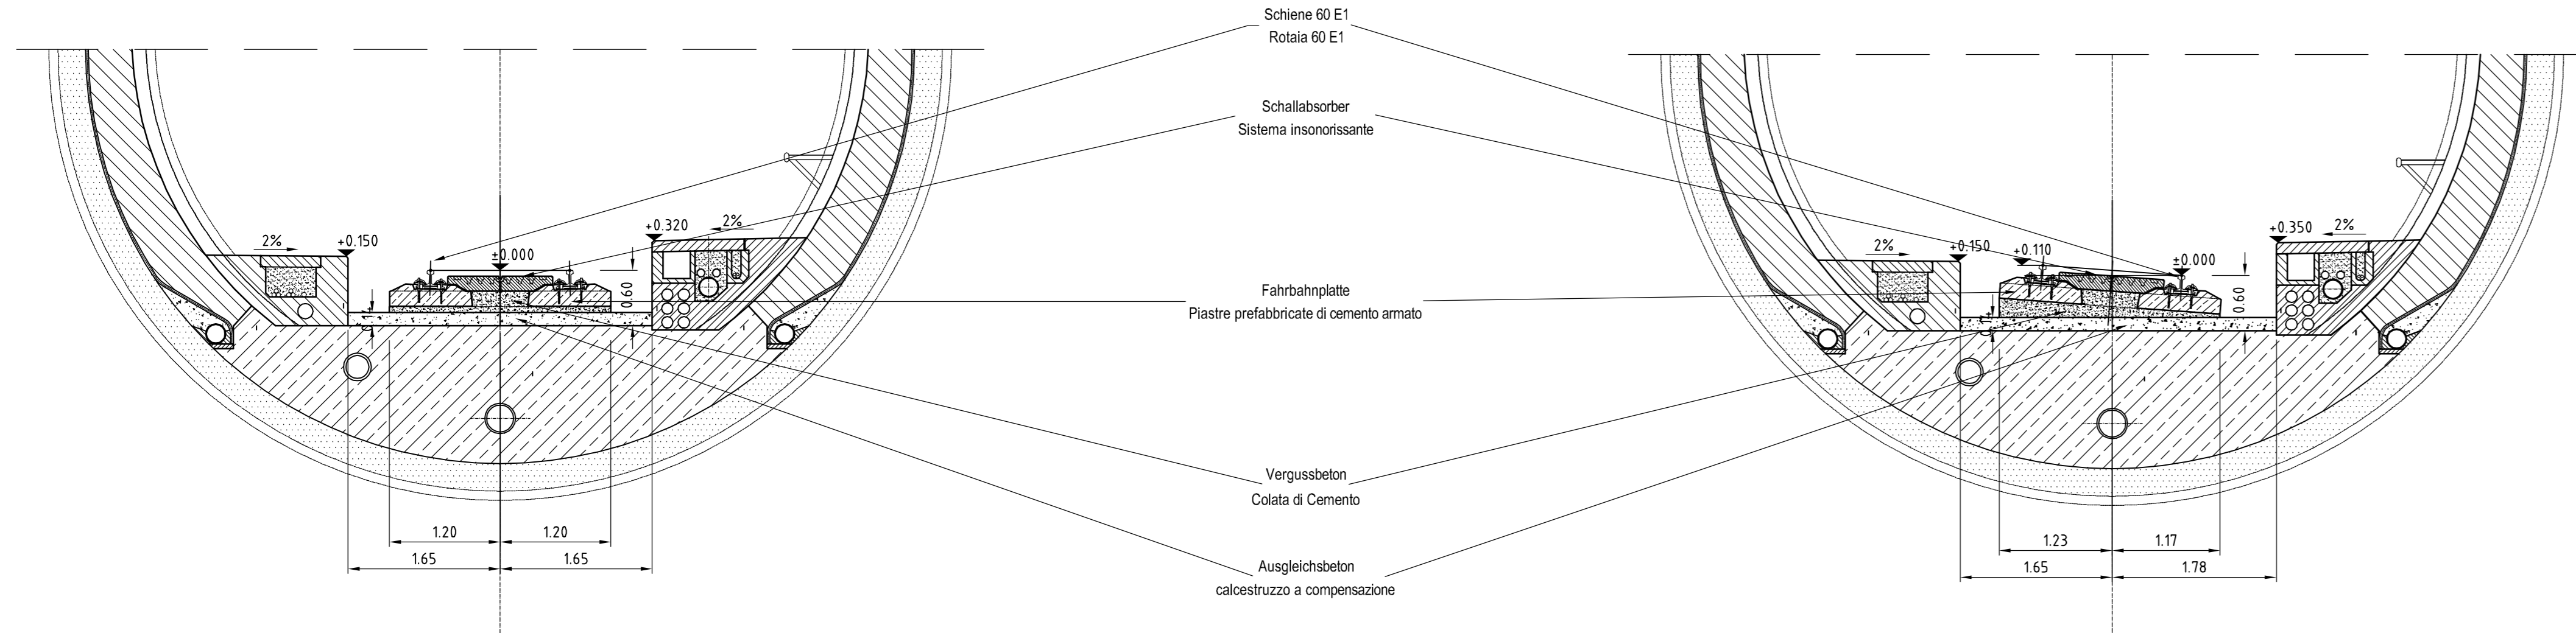 Schiene 60 E1
Rotaia 60 E1
Schallabsorber
Sistema insonorissante
Fahrbahnplatte
Piastre prefabbricate di cemento armato
Vergussbeton
Colata di Cemento
Ausgleichsbeton
calcestruzzo a compensazione
2%
+0.150
±0.000
+0.320
2%
0.60
1.20
1.20
1.65
1.65
2%
+0.150
+0.110
±0.000
+0.350
2%
0.60
1.23
1.17
1.65
1.78